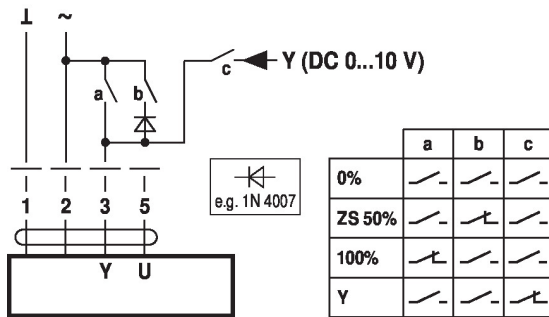 ⊥ ~
a b c Y (DC 0...10 V)
1 2 3 5
Y U
e.g. 1N 4007
a b c
0%
ZS 50%
100%
Y